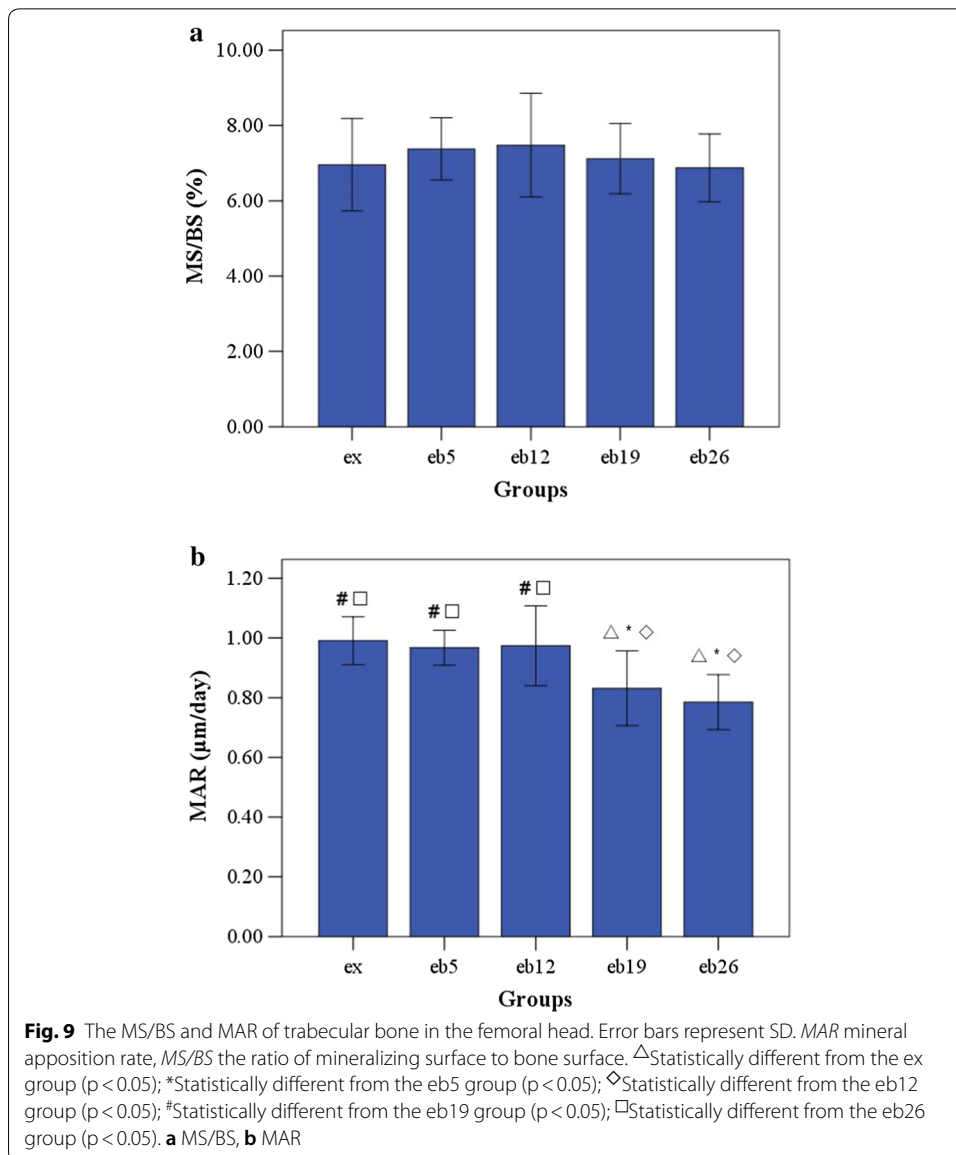 a
10.00
8.00
6.00
4.00
2.00
0.00
MS/BS (%)
ex eb5 eb12 eb19 eb26
Groups
b
1.20
1.00
0.80
0.60
0.40
0.20
0.00
MAR (µm/day)
# □ # □ # □ △ * ◇ △ * ◇
ex eb5 eb12 eb19 eb26
Groups
Fig. 9 The MS/BS and MAR of trabecular bone in the femoral head. Error bars represent SD. MAR mineral
apposition rate, MS/BS the ratio of mineralizing surface to bone surface. △Statistically different from the ex
group (p < 0.05); *Statistically different from the eb5 group (p < 0.05); ◇Statistically different from the eb12
group (p < 0.05); #Statistically different from the eb19 group (p < 0.05); □Statistically different from the eb26
group (p < 0.05). a MS/BS, b MAR